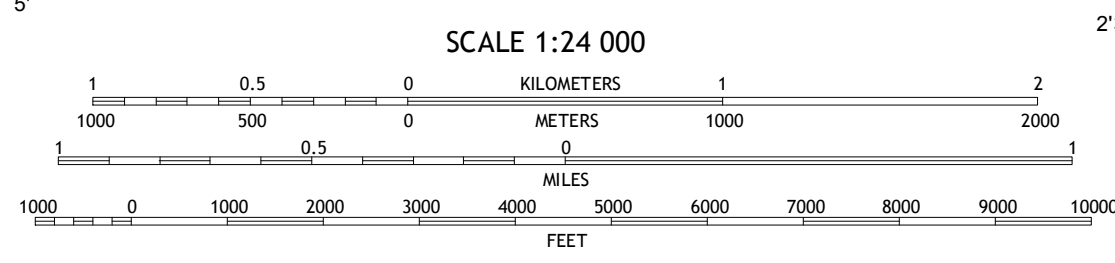 5'
2'
SCALE 1:24 000
1 0.5 0 KILOMETERS 1 2
1000 500 0 METERS 1000 2000
1 0.5 0 1
MILES
1000 0 1000 2000 3000 4000 5000 6000 7000 8000 9000 10000
FEET